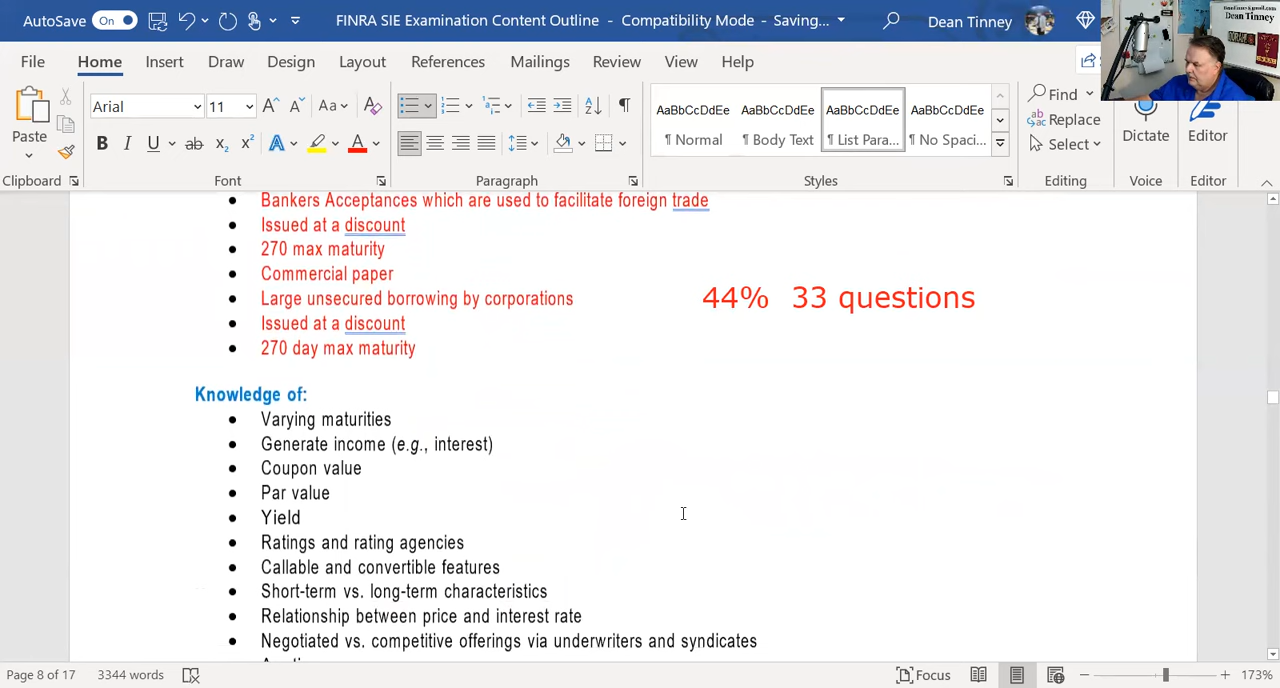 AutoSave On
FINRA SIE Examination Content Outline - Compatibility Mode - Saving...
Dean Tinney
Dean Tinney
File Home Insert Draw Design Layout References Mailings Review View Help
Arial
11
Aa
Paste
B I U ab x2 x2 A A
AaBbCcDdEe AaBbCcDdEe AaBbCcDdEe AaBbCcDdEe
¶ Normal ¶ Body Text ¶ List Para... ¶ No Spaci...
Find
Replace
Select
Dictate
Editor
Clipboard Font Paragraph Styles Editing Voice Editor
• Bankers Acceptances which are used to facilitate foreign trade
• Issued at a discount
• 270 max maturity
• Commercial paper
• Large unsecured borrowing by corporations
44% 33 questions
• Issued at a discount
• 270 day max maturity
Knowledge of:
• Varying maturities
• Generate income (e.g., interest)
• Coupon value
• Par value
• Yield
• Ratings and rating agencies
• Callable and convertible features
• Short-term vs. long-term characteristics
• Relationship between price and interest rate
• Negotiated vs. competitive offerings via underwriters and syndicates
Page 8 of 17 3344 words Focus 173%